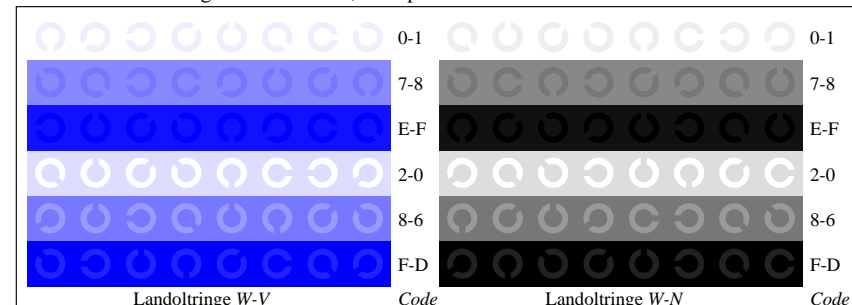 0-1 0-1
7-8 7-8
E-F E-F
2-0 2-0
8-6 8-6
F-D F-D
Landoltringe W-V Code Landoltringe W-N Code